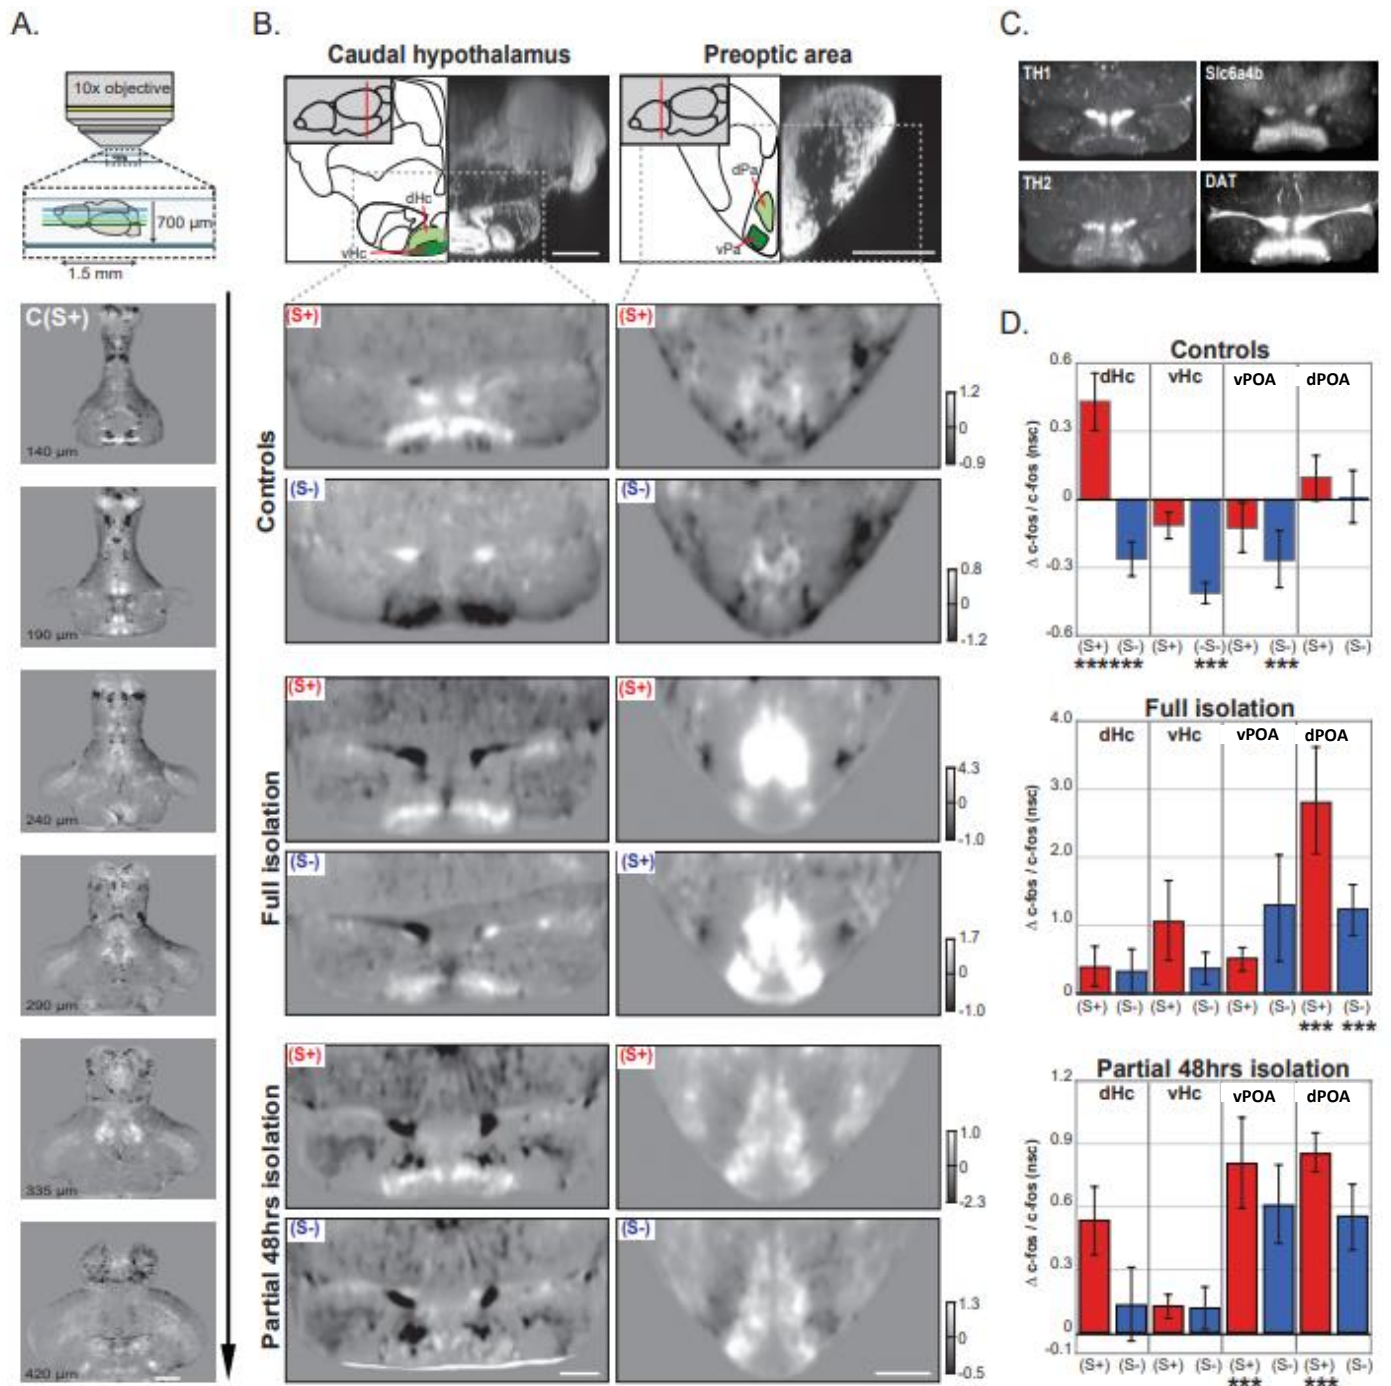 A.
10x objective
700 µm
1.5 mm
C(S+)
140 µm
190 µm
240 µm
290 µm
335 µm
420 µm
B.
Caudal hypothalamus
Preoptic area
dHc
vHc
dPa
vPa
Controls
(S+)
(S+)
1.2
0
-0.9
(S-)
(S-)
0.8
0
-1.2
Full isolation
(S+)
(S+)
4.3
0
-1.0
(S-)
(S+)
1.7
0
-1.0
Partial 48hrs isolation
(S+)
(S+)
1.0
0
-2.3
(S-)
(S-)
1.3
0
-0.5
C.
TH1
Slc6a4b
TH2
DAT
D.
Controls
dHc vHc vPOA dPOA
Δ c-fos / c-fos (nsc)
0.6
0.3
0
-0.3
-0.6
(S+) (S-) (S+) (-S-) (S+) (S-) (S+) (S-)
****** *** ***
Full isolation
dHc vHc vPOA dPOA
Δ c-fos / c-fos (nsc)
4.0
3.0
2.0
1.0
0
(S+) (S-) (S+) (S-) (S+) (S-) (S+) (S-)
*** ***
Partial 48hrs isolation
dHc vHc vPOA dPOA
Δ c-fos / c-fos (nsc)
1.2
0.9
0.6
0.3
0
-0.1
(S+) (S-) (S+) (S-) (S+) (S-) (S+) (S-)
*** ***